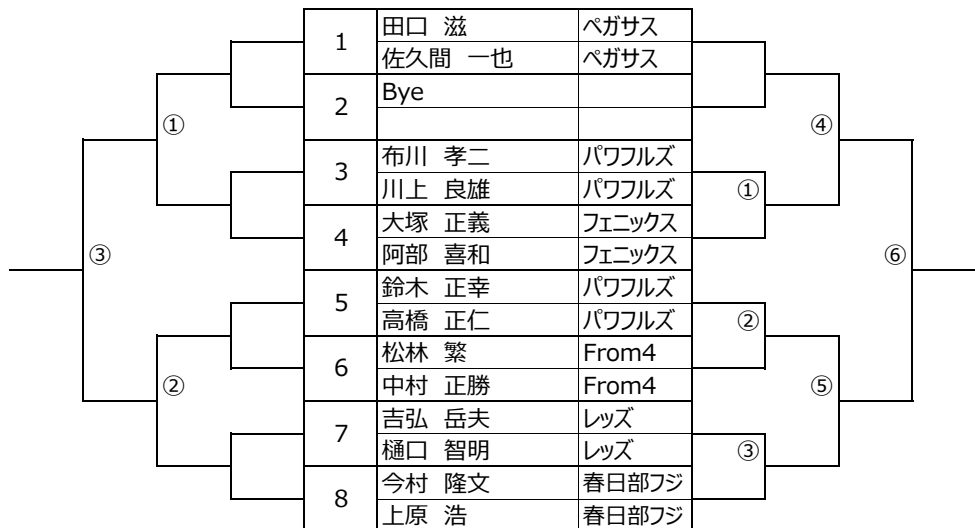 1 田口 滋 ペガサス
佐久間 一也 ペガサス
2 Bye
① ④
3 布川 孝二 パワフルズ
川上 良雄 パワフルズ ①
4 大塚 正義 フェニックス
③ 阿部 喜和 フェニックス ⑥
5 鈴木 正幸 パワフルズ
高橋 正仁 パワフルズ ②
6 松林 繁 From4
② 中村 正勝 From4 ⑤
7 吉弘 岳夫 レッズ
樋口 智明 レッズ ③
8 今村 隆文 春日部フジ
上原 浩 春日部フジ